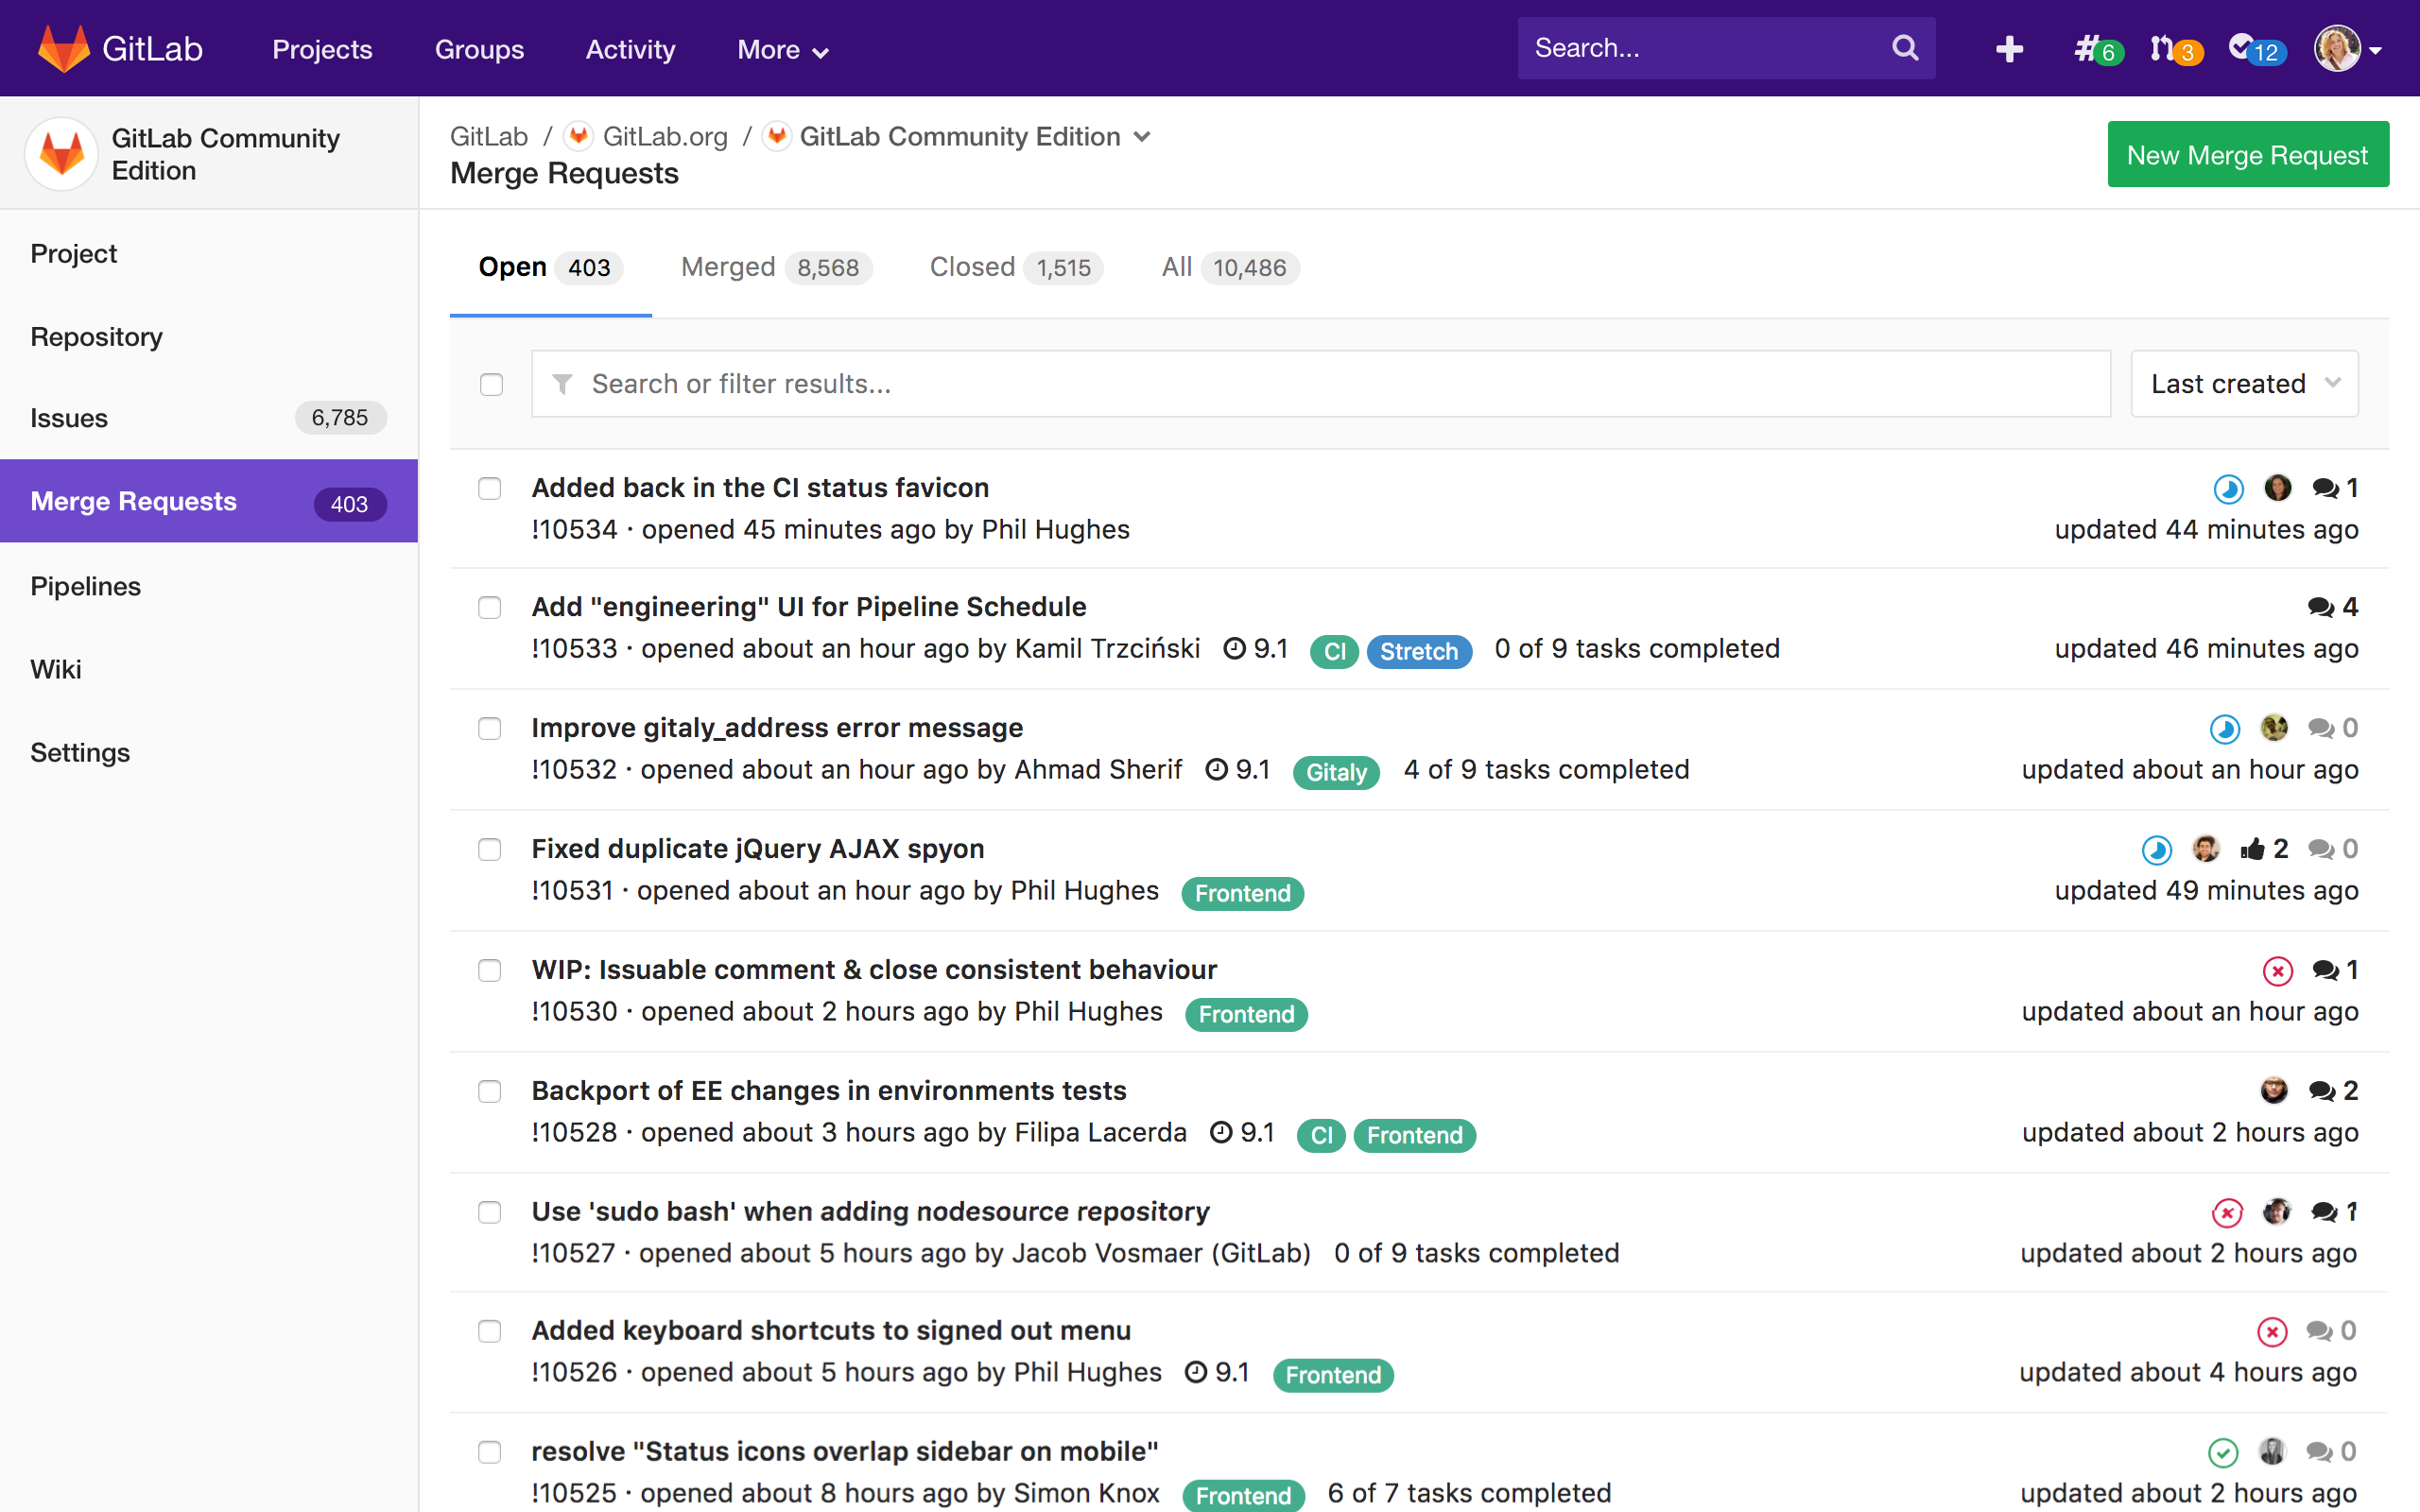 GitLab Projects Groups Activity More Search... 6 3 12
GitLab Community
Edition
GitLab / GitLab.org / GitLab Community Edition
Merge Requests
New Merge Request
Project
Repository
Issues 6,785
Merge Requests 403
Pipelines
Wiki
Settings
Open 403 Merged 8,568 Closed 1,515 All 10,486
Search or filter results... Last created
Added back in the CI status favicon 1
!10534 · opened 45 minutes ago by Phil Hughes updated 44 minutes ago
Add "engineering" UI for Pipeline Schedule 4
!10533 · opened about an hour ago by Kamil Trzciński 9.1 CI Stretch 0 of 9 tasks completed updated 46 minutes ago
Improve gitaly_address error message 0
!10532 · opened about an hour ago by Ahmad Sherif 9.1 Gitaly 4 of 9 tasks completed updated about an hour ago
Fixed duplicate jQuery AJAX spyon 2 0
!10531 · opened about an hour ago by Phil Hughes Frontend updated 49 minutes ago
WIP: Issuable comment & close consistent behaviour 1
!10530 · opened about 2 hours ago by Phil Hughes Frontend updated about an hour ago
Backport of EE changes in environments tests 2
!10528 · opened about 3 hours ago by Filipa Lacerda 9.1 CI Frontend updated about 2 hours ago
Use 'sudo bash' when adding nodesource repository 1
!10527 · opened about 5 hours ago by Jacob Vosmaer (GitLab) 0 of 9 tasks completed updated about 2 hours ago
Added keyboard shortcuts to signed out menu 0
!10526 · opened about 5 hours ago by Phil Hughes 9.1 Frontend updated about 4 hours ago
resolve "Status icons overlap sidebar on mobile" 0
!10525 · opened about 8 hours ago by Simon Knox Frontend 6 of 7 tasks completed updated about 2 hours ago